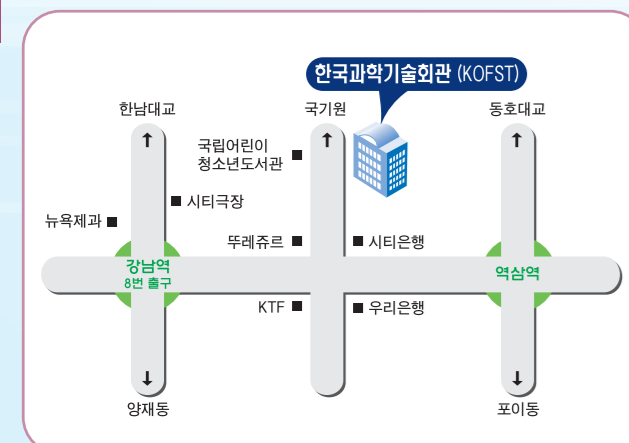 한국과학기술회관 (KOFST)
한남대교
국기원
동호대교
↑
↑
↑
국립어린이
청소년도서관 ■
■ 시티극장
뉴욕제과 ■
뚜레쥬르 ■
■ 시티은행
강남역
8번 출구
역삼역
KTF ■
■ 우리은행
↓
↓
양재동
포이동